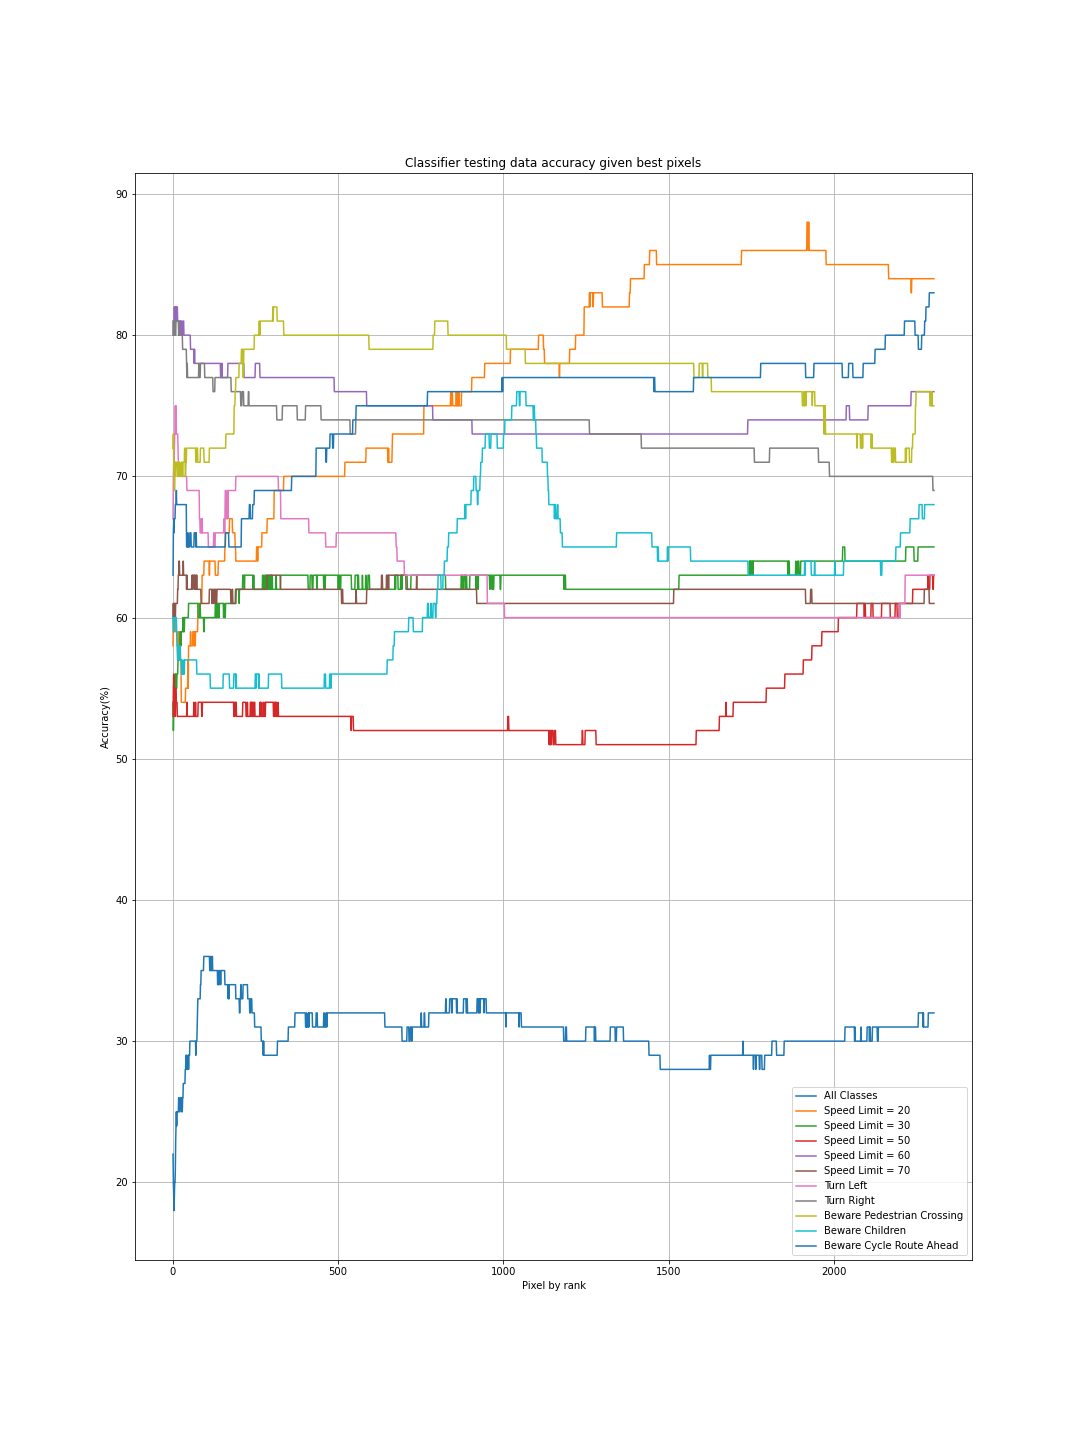 Classifier testing data accuracy given best pixels
90
80
70
60
50
40
30
20
Accuracy(%)
0 500 1000 1500 2000
Pixel by rank
All Classes
Speed Limit = 20
Speed Limit = 30
Speed Limit = 50
Speed Limit = 60
Speed Limit = 70
Turn Left
Turn Right
Beware Pedestrian Crossing
Beware Children
Beware Cycle Route Ahead